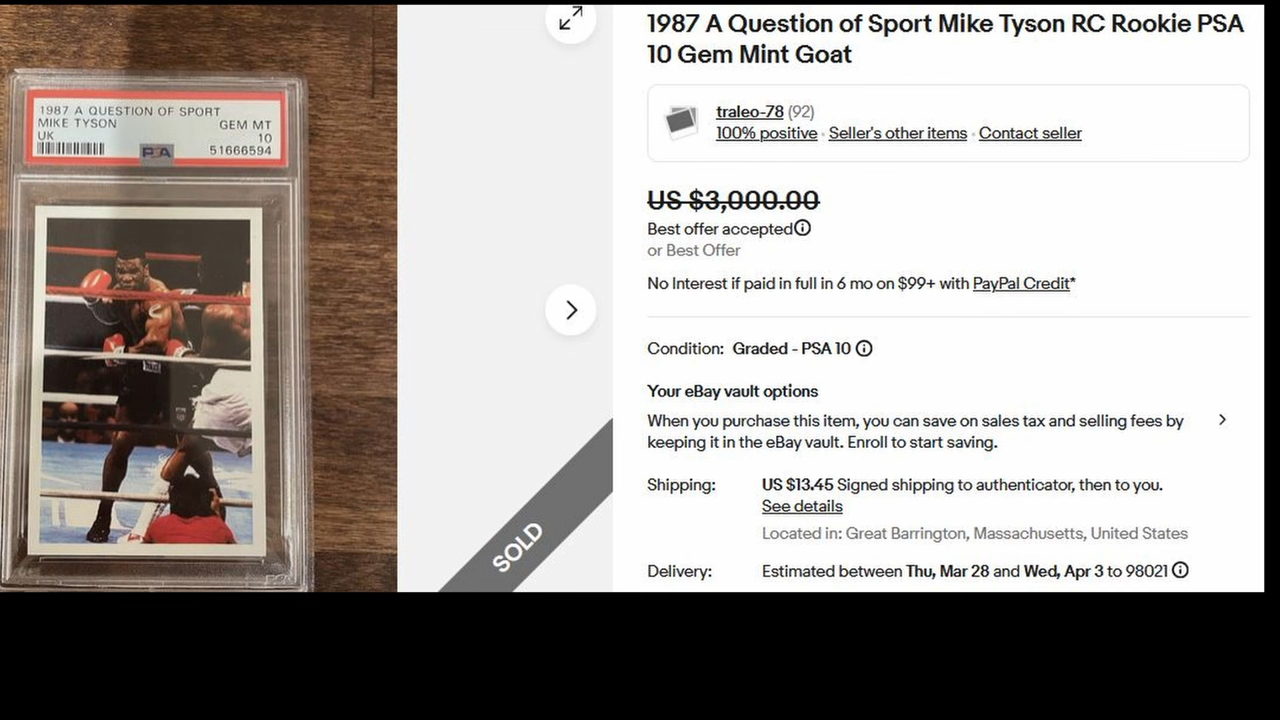 1987 A QUESTION OF SPORT
MIKE TYSON GEM MT
UK 10
PSA 51666594
SOLD
1987 A Question of Sport Mike Tyson RC Rookie PSA
10 Gem Mint Goat
traleo-78 (92)
100% positive · Seller's other items · Contact seller
US $3,000.00
Best offer accepted
or Best Offer
No Interest if paid in full in 6 mo on $99+ with PayPal Credit*
Condition: Graded - PSA 10
Your eBay vault options
When you purchase this item, you can save on sales tax and selling fees by
keeping it in the eBay vault. Enroll to start saving.
Shipping: US $13.45 Signed shipping to authenticator, then to you.
See details
Located in: Great Barrington, Massachusetts, United States
Delivery: Estimated between Thu, Mar 28 and Wed, Apr 3 to 98021